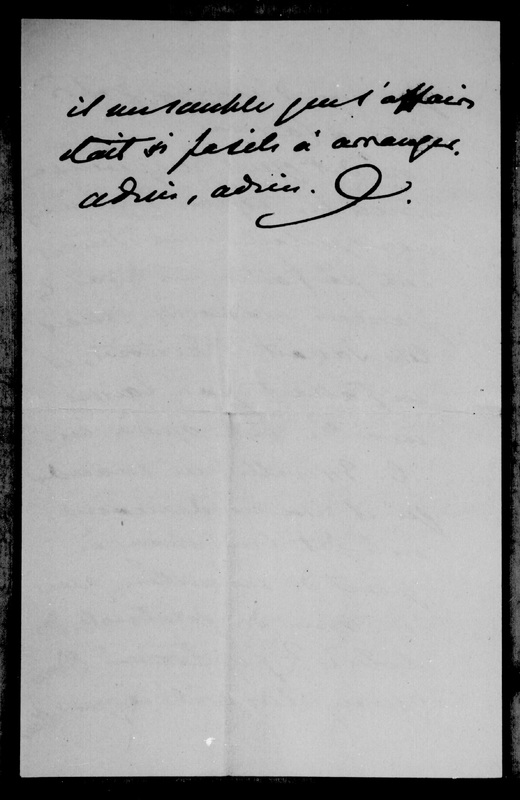 il me semble que l'affaire
était si facile à arranger.
adieu, adieu.